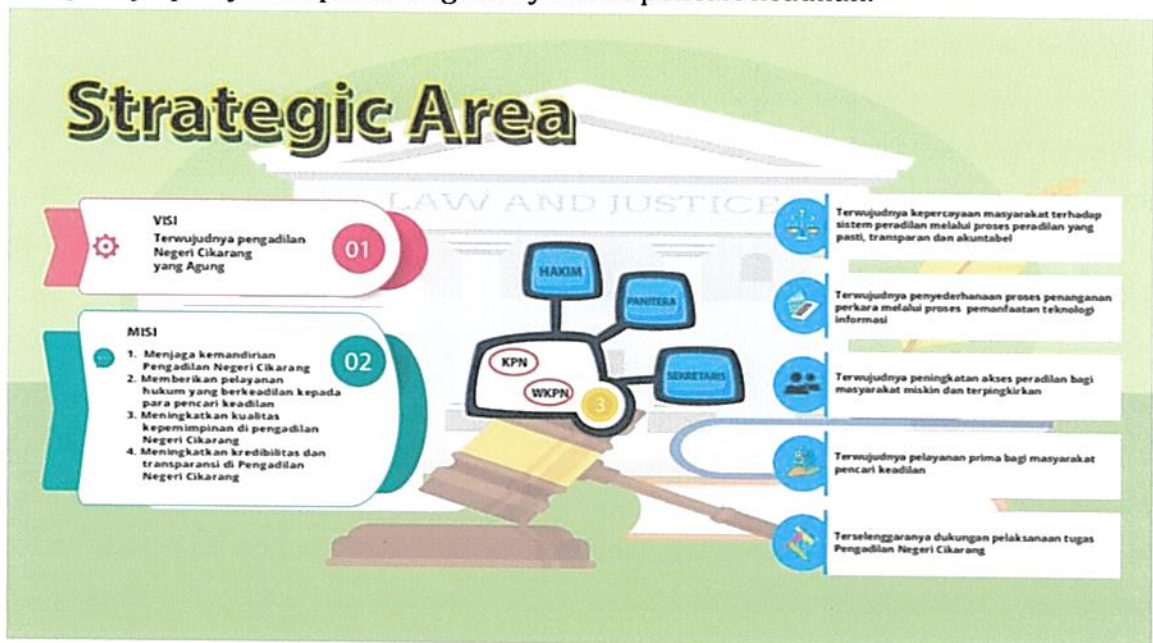 Strategic Area
LAW AND JUSTICE
VISI
Terwujudnya pengadilan
Negeri Cikarang
yang Agung
01
MISI
1. Menjaga kemandirian
Pengadilan Negeri Cikarang
2. Memberikan pelayanan
hukum yang berkeadilan kepada
para pencari keadilan
3. Meningkatkan kualitas
kepemimpinan di pengadilan
Negeri Cikarang
4. Meningkatkan kredibilitas dan
transparansi di Pengadilan
Negeri Cikarang
02
HAKIM
PANITERA
SEKRETARIS
KPN
WKPN
3
Terwujudnya kepercayaan masyarakat terhadap
sistem peradilan melalui proses peradilan yang
pasti, transparan dan akuntabel
Terwujudnya penyederhanaan proses penanganan
perkara melalui proses pemanfaatan teknologi
informasi
Terwujudnya peningkatan akses peradilan bagi
masyarakat miskin dan terpingkirkan
Terwujudnya pelayanan prima bagi masyarakat
pencari keadilan
Terselenggaranya dukungan pelaksanaan tugas
Pengadilan Negeri Cikarang